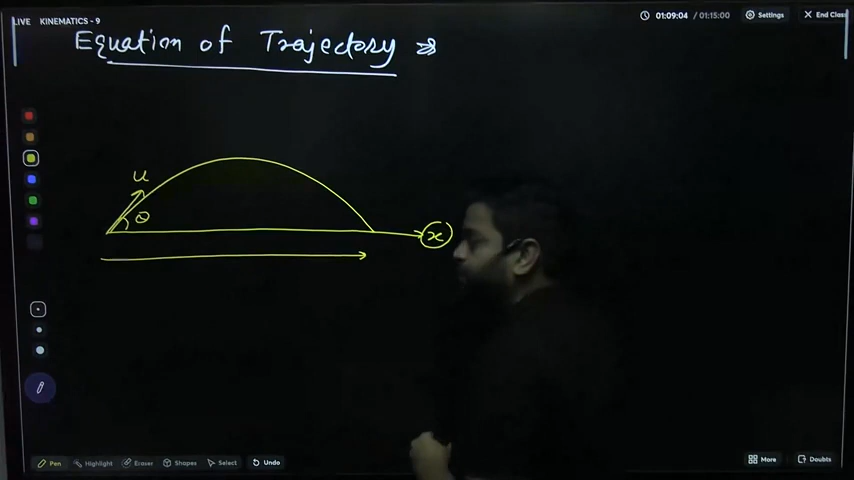 LIVE KINEMATICS - 9
01:09:04 / 01:15:00
Settings
End Class
Equation of Trajectory
u
θ
x
Pen
Highlight
Eraser
Shapes
Select
Undo
More
Doubts